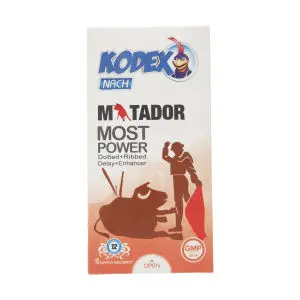 KODEX
NACH
MATADOR
MOST
POWER
Dotted+Ribbed
Delay+Enhancer
12
GMP
OPEN